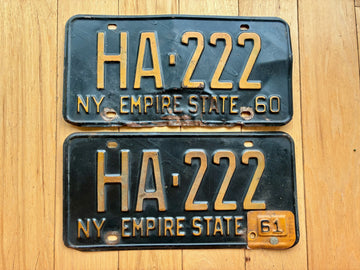 HA-222
NY EMPIRE STATE 60
HA-222
NY EMPIRE STATE
61